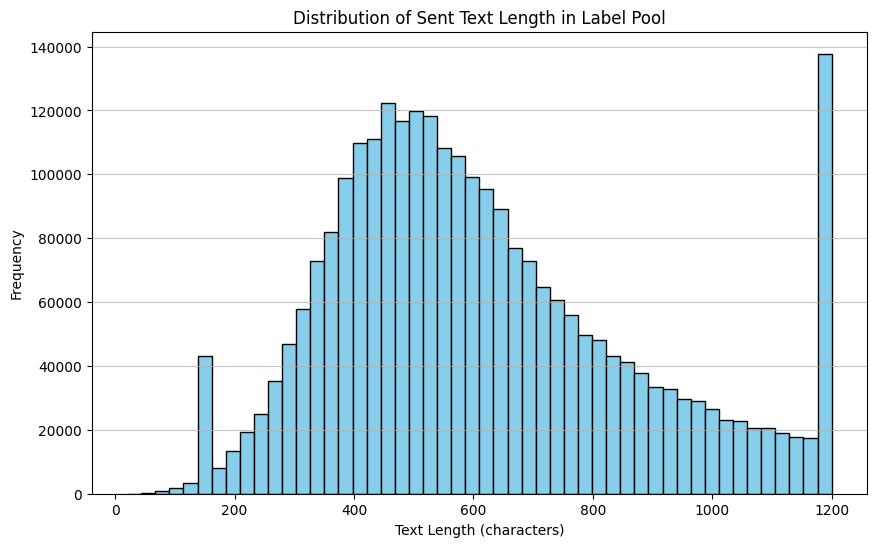 Distribution of Sent Text Length in Label Pool
140000
120000
100000
80000
60000
40000
20000
0
Frequency
0 200 400 600 800 1000 1200
Text Length (characters)